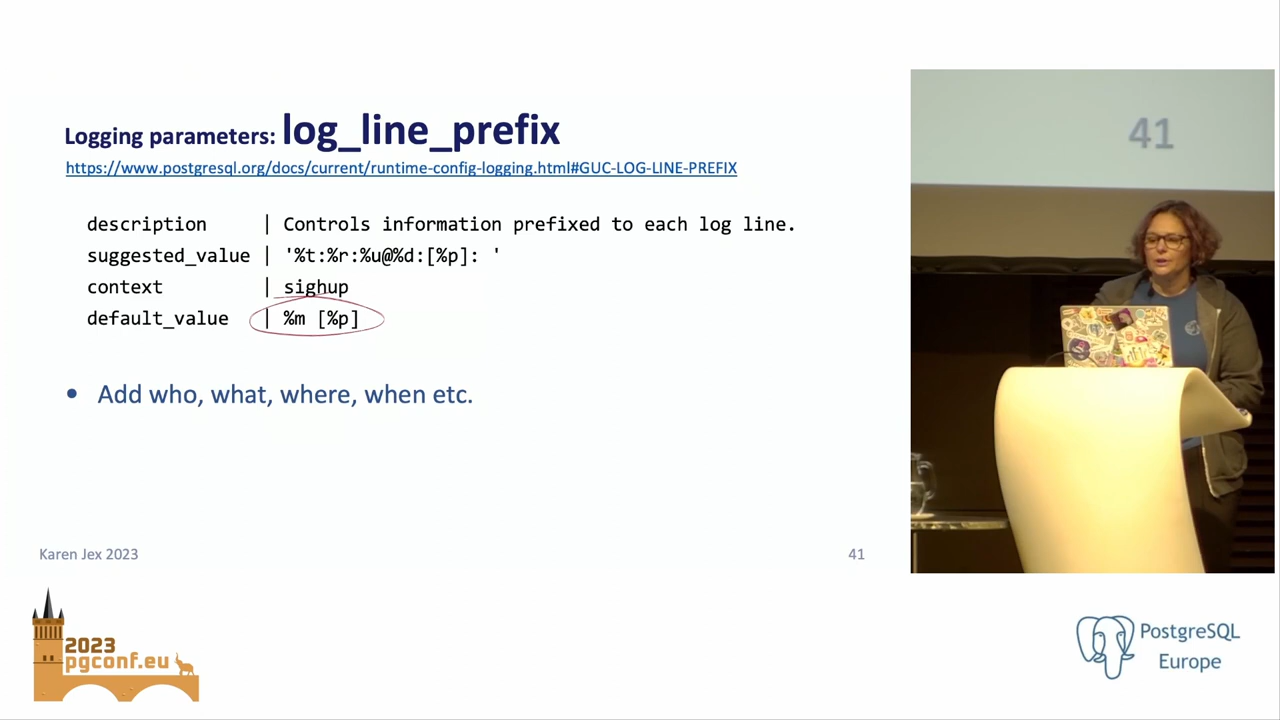 Logging parameters: log_line_prefix
https://www.postgresql.org/docs/current/runtime-config-logging.html#GUC-LOG-LINE-PREFIX
description | Controls information prefixed to each log line.
suggested_value | '%t:%r:%u@%d:[%p]: '
context | sighup
default_value | %m [%p]
• Add who, what, where, when etc.
Karen Jex 2023
41
41
2023
pgconf.eu
PostgreSQL
Europe